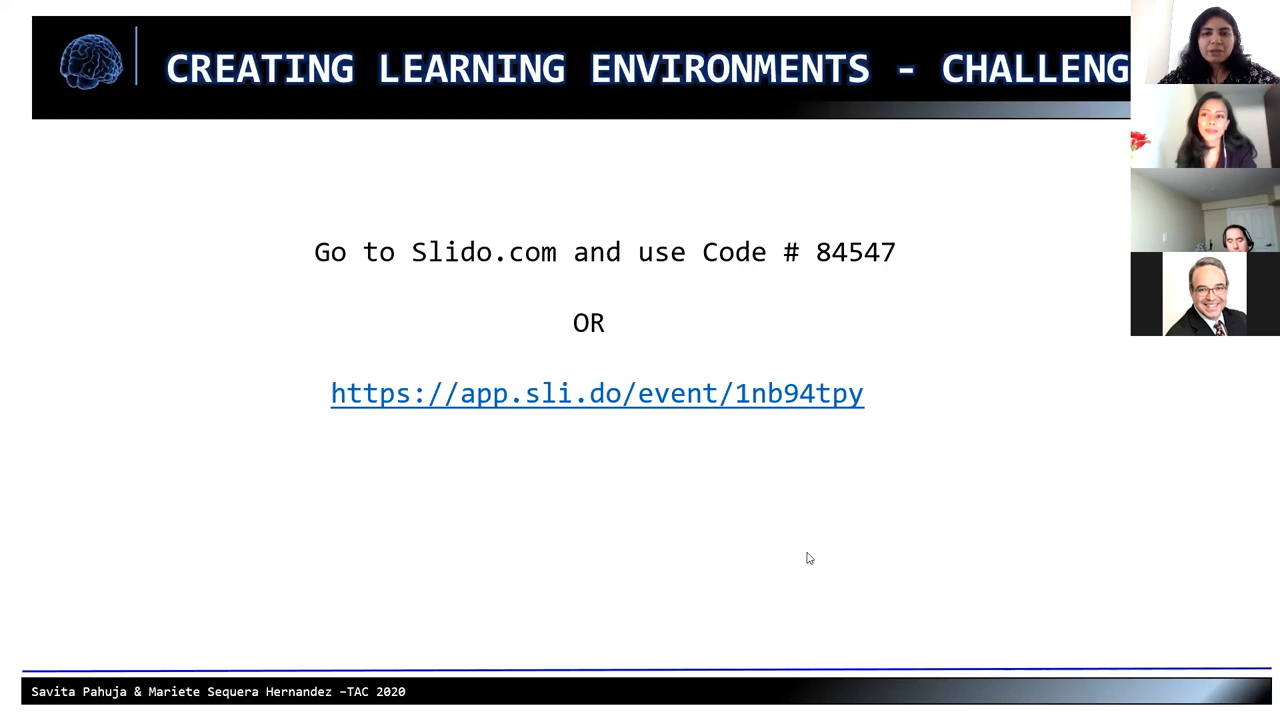 CREATING LEARNING ENVIRONMENTS - CHALLENG
Go to Slido.com and use Code # 84547
OR
https://app.sli.do/event/1nb94tpy
Savita Pahuja & Mariete Sequera Hernandez –TAC 2020